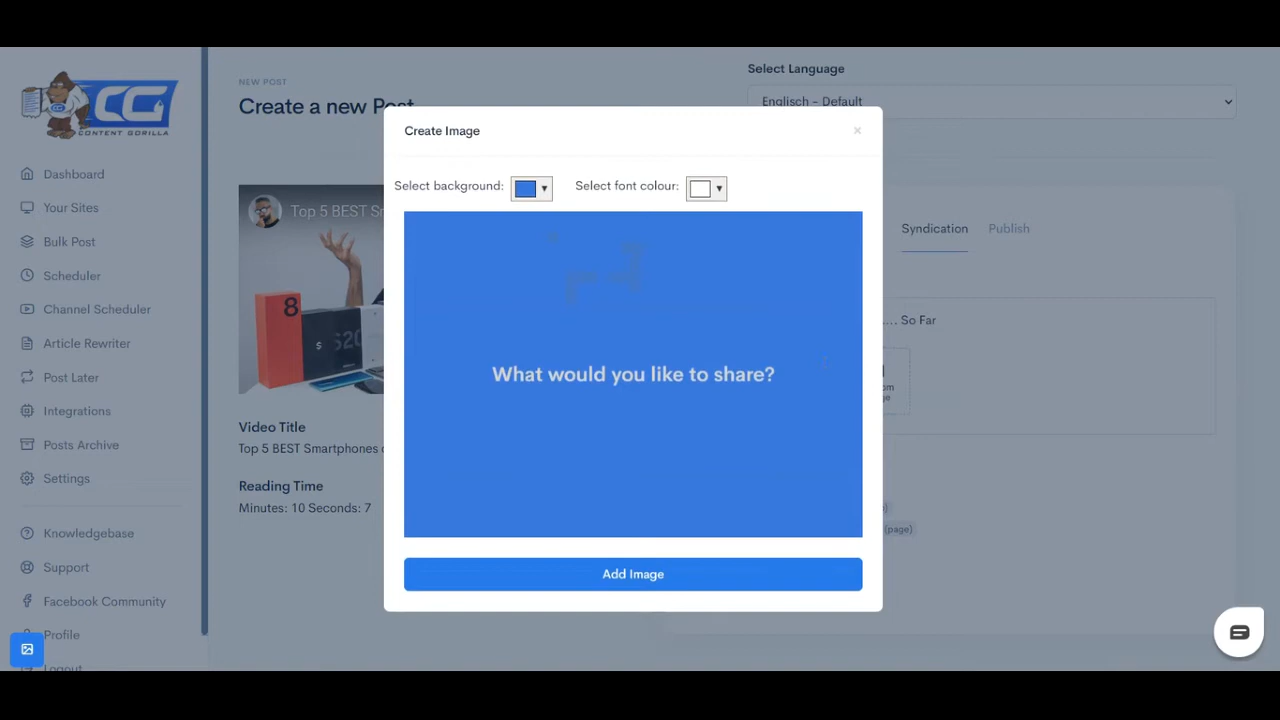 CG
CONTENT GORILLA
Dashboard
Your Sites
Bulk Post
Scheduler
Channel Scheduler
Article Rewriter
Post Later
Integrations
Posts Archive
Settings
Knowledgebase
Support
Facebook Community
Profile
Logout
NEW POST
Create a new Post
Select Language
Englisch - Default
Top 5 BEST Sm
8
$
$20
Video Title
Top 5 BEST Smartphones
Reading Time
Minutes: 10 Seconds: 7
Create Image
×
Select background:
Select font colour:
What would you like to share?
Add Image
Syndication
Publish
.... So Far
(page)